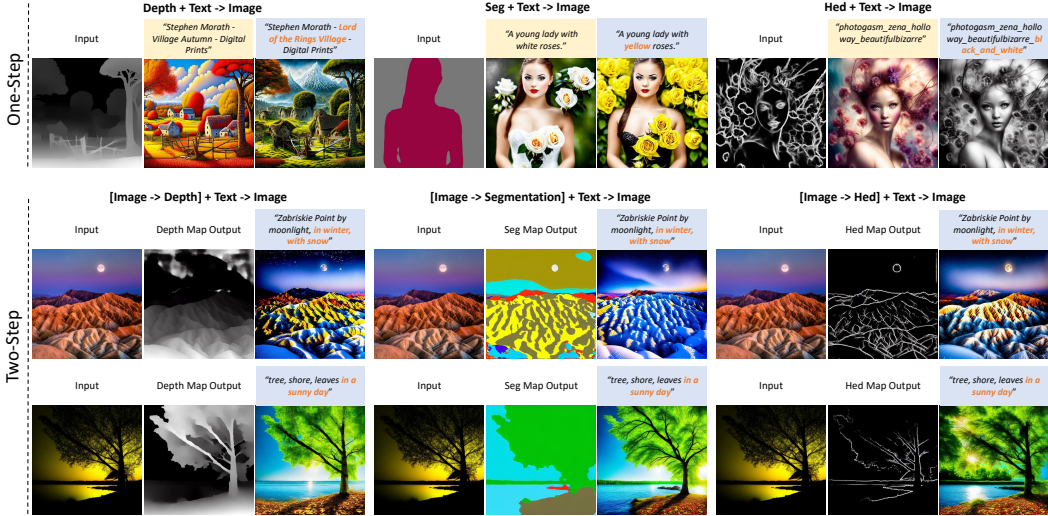 Depth + Text -> Image
Seg + Text -> Image
Hed + Text -> Image
One-Step
Input
"Stephen Morath -
Village Autumn - Digital
Prints"
"Stephen Morath - Lord
of the Rings Village -
Digital Prints"
Input
"A young lady with
white roses."
"A young lady with
yellow roses."
Input
"photogasm_zena_hollo
way_beautifulbizarre"
"photogasm_zena_hollo
way_beautifulbizarre_bl
ack_and_white"
Two-Step
[Image -> Depth] + Text -> Image
[Image -> Segmentation] + Text -> Image
[Image -> Hed] + Text -> Image
Input
Depth Map Output
"Zabriskie Point by
moonlight, in winter,
with snow"
Input
Seg Map Output
"Zabriskie Point by
moonlight, in winter,
with snow"
Input
Hed Map Output
"Zabriskie Point by
moonlight, in winter,
with snow"
Input
Depth Map Output
"tree, shore, leaves in a
sunny day"
Input
Seg Map Output
"tree, shore, leaves in a
sunny day"
Input
Hed Map Output
"tree, shore, leaves in a
sunny day"